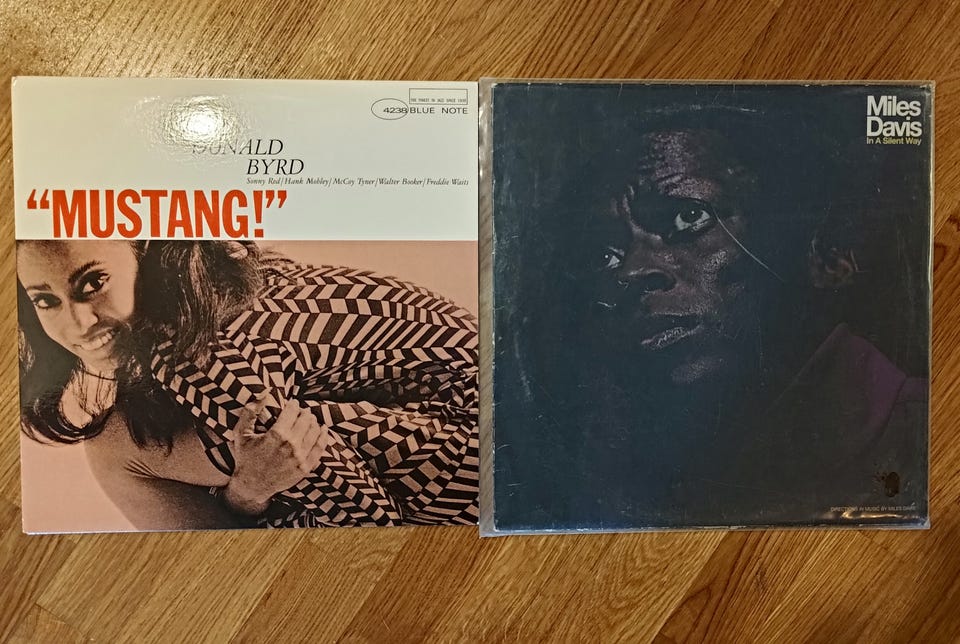 THE FINEST IN JAZZ SINCE 1939
4238 BLUE NOTE
DONALD
BYRD
Sonny Red/Hank Mobley/McCoy Tyner/Walter Booker/Freddie Waits
“MUSTANG!”
Miles
Davis
In A Silent Way
DIRECTIONS IN MUSIC BY MILES DAVIS